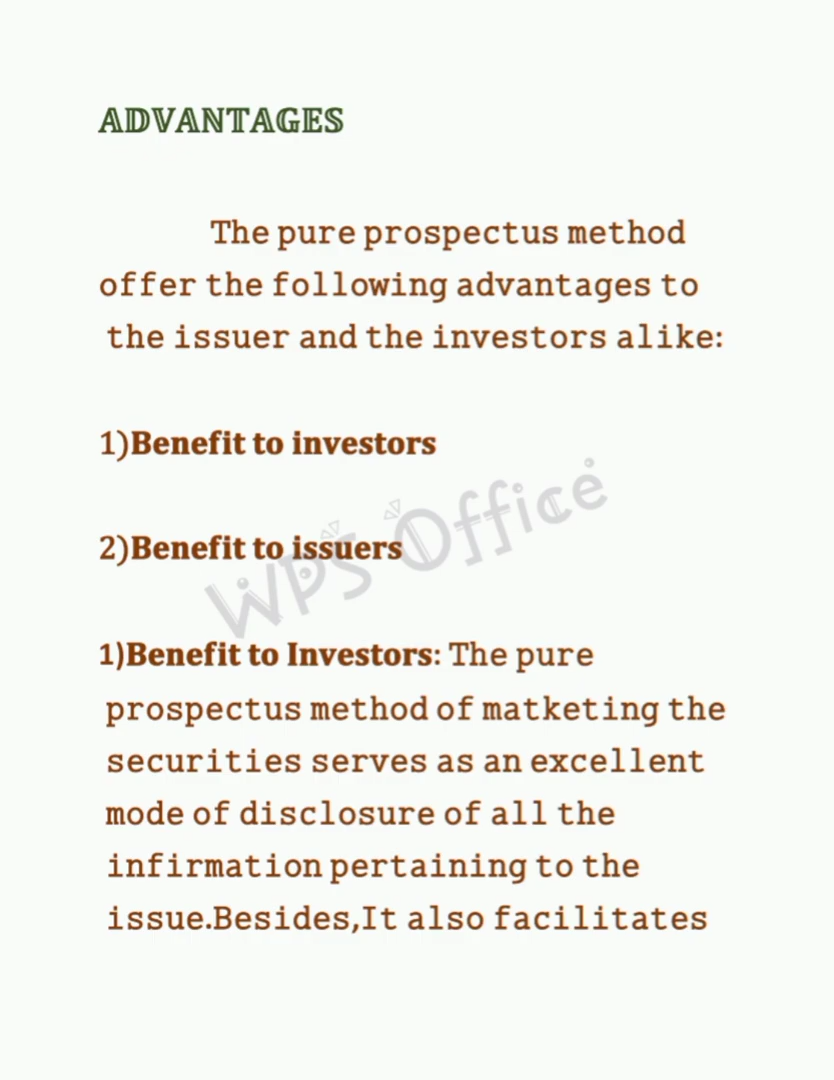 ADVANTAGES
The pure prospectus method
offer the following advantages to
the issuer and the investors alike:
1)Benefit to investors
2)Benefit to issuers
WPS Office
1)Benefit to Investors: The pure
prospectus method of matketing the
securities serves as an excellent
mode of disclosure of all the
infirmation pertaining to the
issue.Besides,It also facilitates